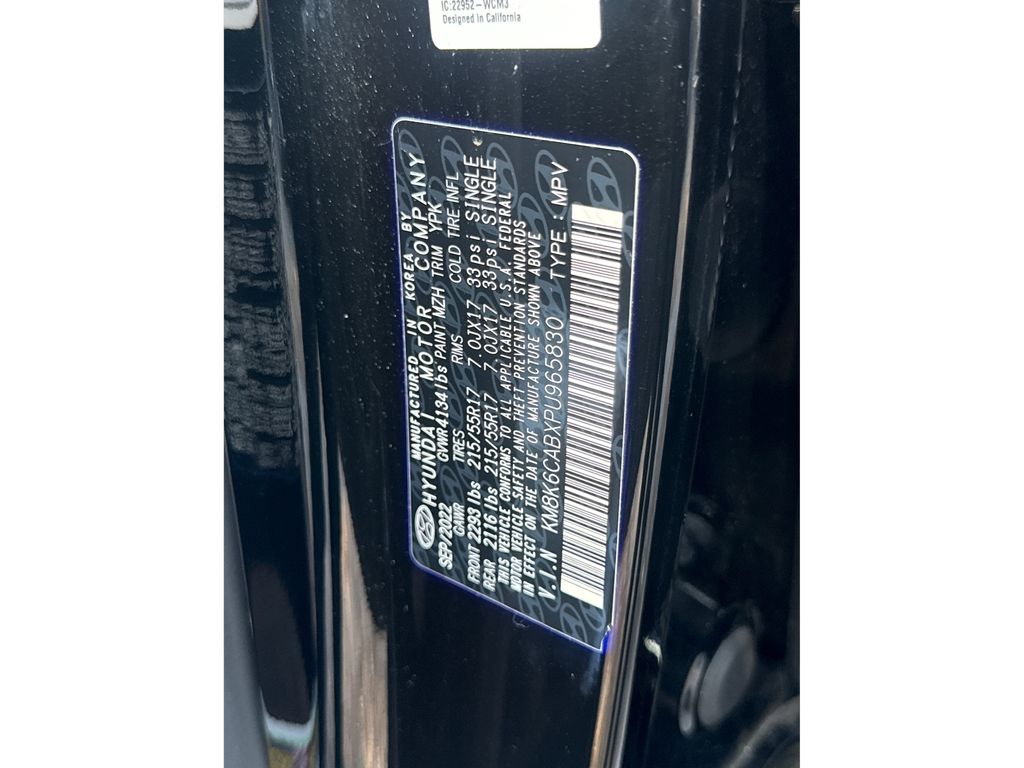 IC:22952-WCM3
Designed in California
MANUFACTURED IN KOREA BY
HYUNDAI MOTOR COMPANY
SEP/2022 GVWR 4134lbs PAINT MZH TRIM YPK
GAWR TIRES RIMS COLD TIRE INFL
FRONT 2293 lbs 215/55R17 7.0JX17 33psi SINGLE
REAR 2116 lbs 215/55R17 7.0JX17 33psi SINGLE
THIS VEHICLE CONFORMS TO ALL APPLICABLE U.S.A. FEDERAL
MOTOR VEHICLE SAFETY AND THEFT PREVENTION STANDARDS
IN EFFECT ON THE DATE OF MANUFACTURE SHOWN ABOVE
V.I.N KM8K6CABXPU965830 TYPE : MPV